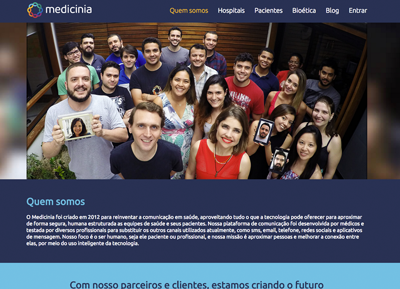 medicinia
Quem somos Hospitais Pacientes Bioética Blog Entrar
Quem somos
O Medicinia foi criado em 2012 para reinventar a comunicação em saúde, aproveitando tudo o que a tecnologia pode oferecer para aproximar
de forma segura, humana estruturada as equipes de saúde e seus pacientes. Nossa plataforma de comunicação foi desenvolvida por médicos e
testada por diversos profissionais para substituir os canais utilizados atualmente, como sms, email, telefone, redes sociais e aplicativos
de mensagem. Nosso foco é o ser humano, seja ele paciente ou profissional, e nossa missão é aproximar pessoas e melhorar a conexão entre
elas, por meio do uso inteligente da tecnologia.
Com nosso parceiros e clientes, estamos criando o futuro